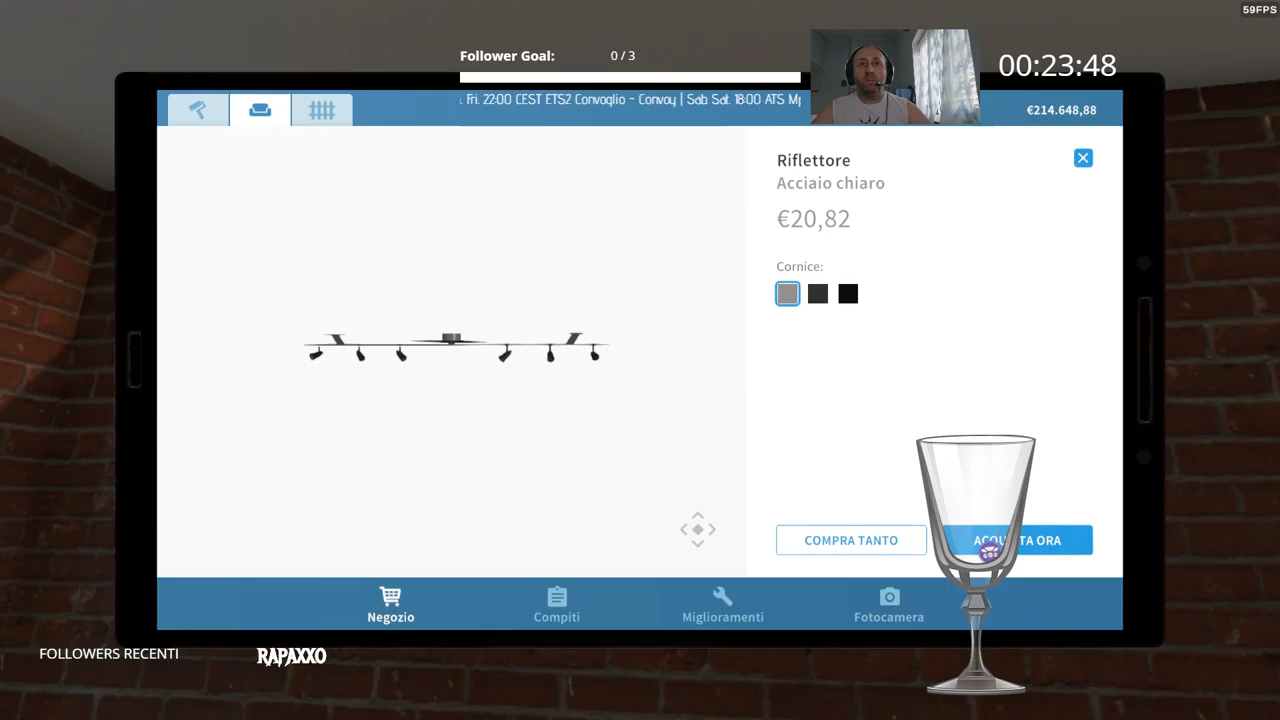 59FPS
Follower Goal: 0 / 3
00:23:48
Fri. 22:00 CEST ETS2 Convoglio - Convoy | Sab Sat. 18:00 ATS
€214.648,88
Riflettore
Acciaio chiaro
€20,82
Cornice:
COMPRA TANTO
ORA
Negozio
Compiti
Miglioramenti
Fotocamera
FOLLOWERS RECENTI
RAPAXXO